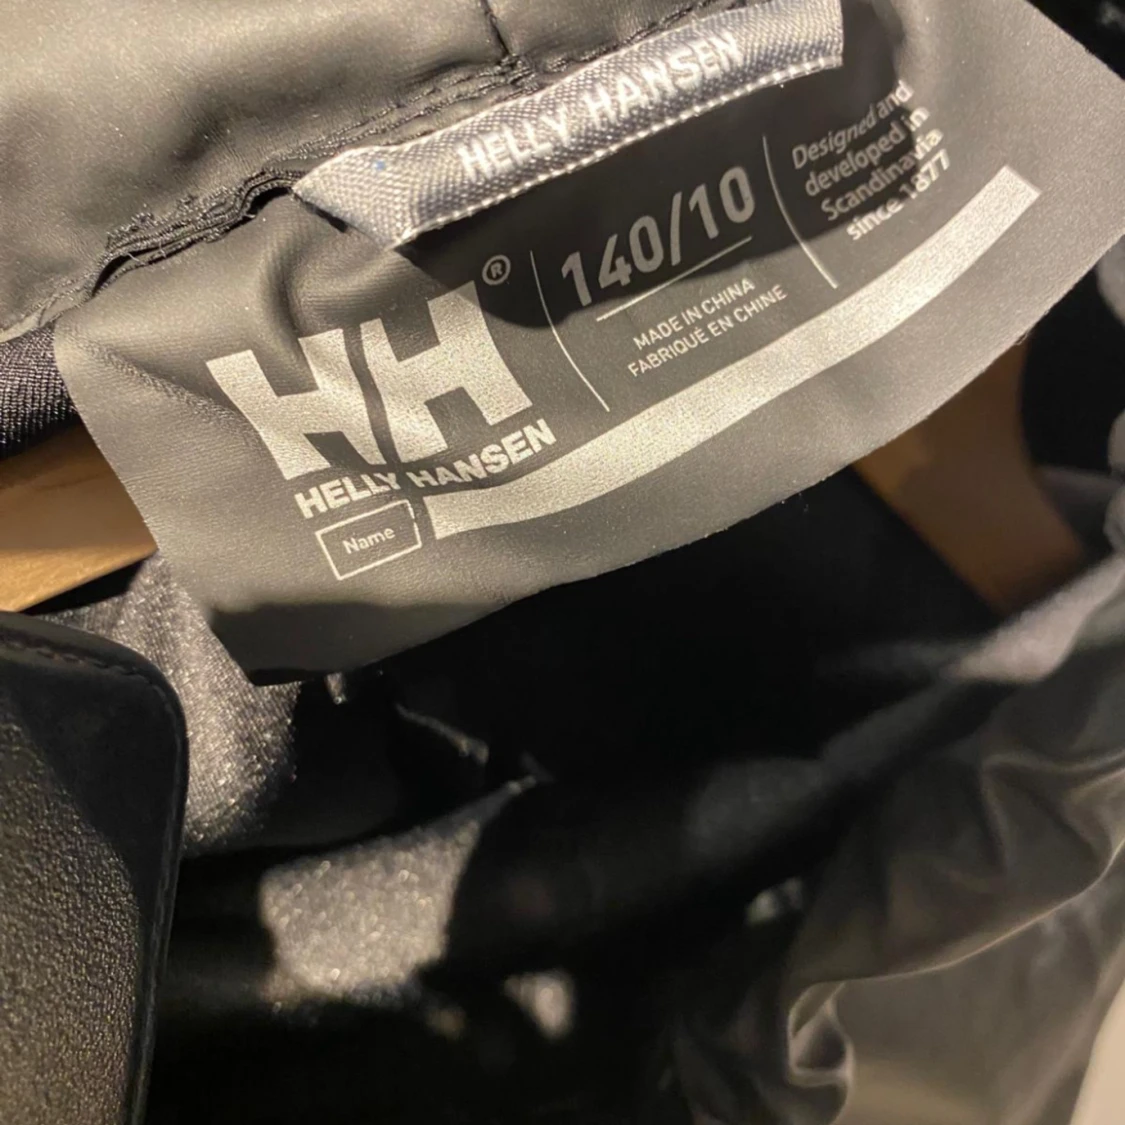 HELLY HANSEN
HH®
HELLY HANSEN
Name
140/10
MADE IN CHINA
FABRIQUÉ EN CHINE
Designed and
developed in
Scandinavia
since 1877